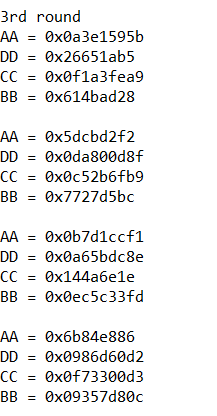 3rd round
AA = 0x0a3e1595b
DD = 0x26651ab5
CC = 0x0f1a3fea9
BB = 0x614bad28
AA = 0x5dcbd2f2
DD = 0x0da800d8f
CC = 0x0c52b6fb9
BB = 0x7727d5bc
AA = 0x0b7d1ccf1
DD = 0x0a65bdc8e
CC = 0x144a6e1e
BB = 0x0ec5c33fd
AA = 0x6b84e886
DD = 0x0986d60d2
CC = 0x0f73300d3
BB = 0x09357d80c